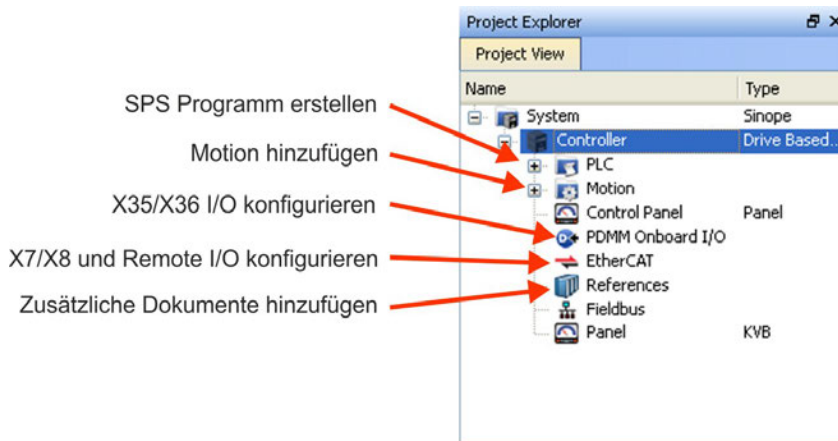 Project Explorer
Project View
Name Type
System Sinope
Controller Drive Based...
SPS Programm erstellen
PLC
Motion hinzufügen
Motion
Control Panel Panel
X35/X36 I/O konfigurieren
PDMM Onboard I/O
X7/X8 und Remote I/O konfigurieren
EtherCAT
Zusätzliche Dokumente hinzufügen
References
Fieldbus
Panel KVB